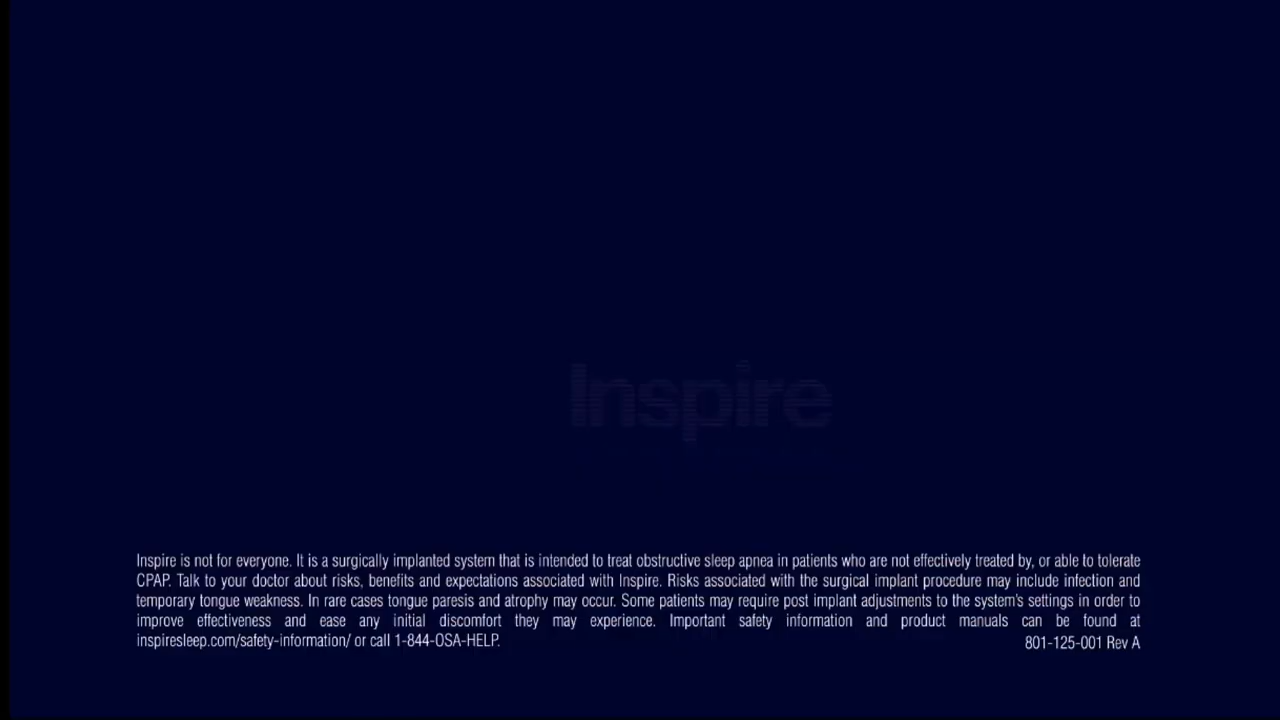 Inspire
Inspire is not for everyone. It is a surgically implanted system that is intended to treat obstructive sleep apnea in patients who are not effectively treated by, or able to tolerate
CPAP. Talk to your doctor about risks, benefits and expectations associated with Inspire. Risks associated with the surgical implant procedure may include infection and
temporary tongue weakness. In rare cases tongue paresis and atrophy may occur. Some patients may require post implant adjustments to the system's settings in order to
improve effectiveness and ease any initial discomfort they may experience. Important safety information and product manuals can be found at
inspiresleep.com/safety-information/ or call 1-844-OSA-HELP.
801-125-001 Rev A